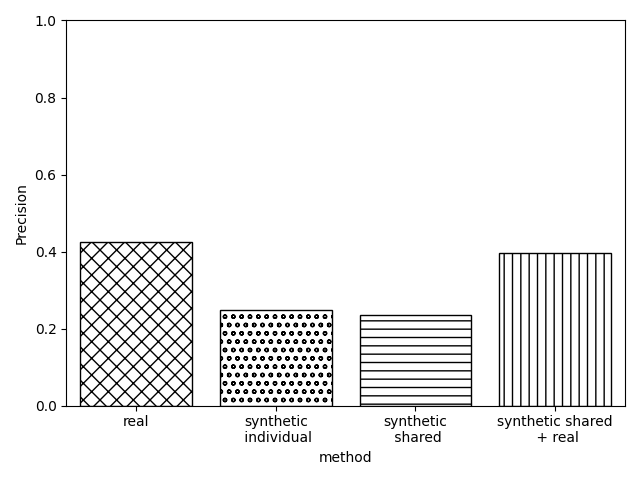 1.0
0.8
0.6
0.4
0.2
0.0
Precision
real
synthetic
individual
synthetic
shared
synthetic shared
+ real
method